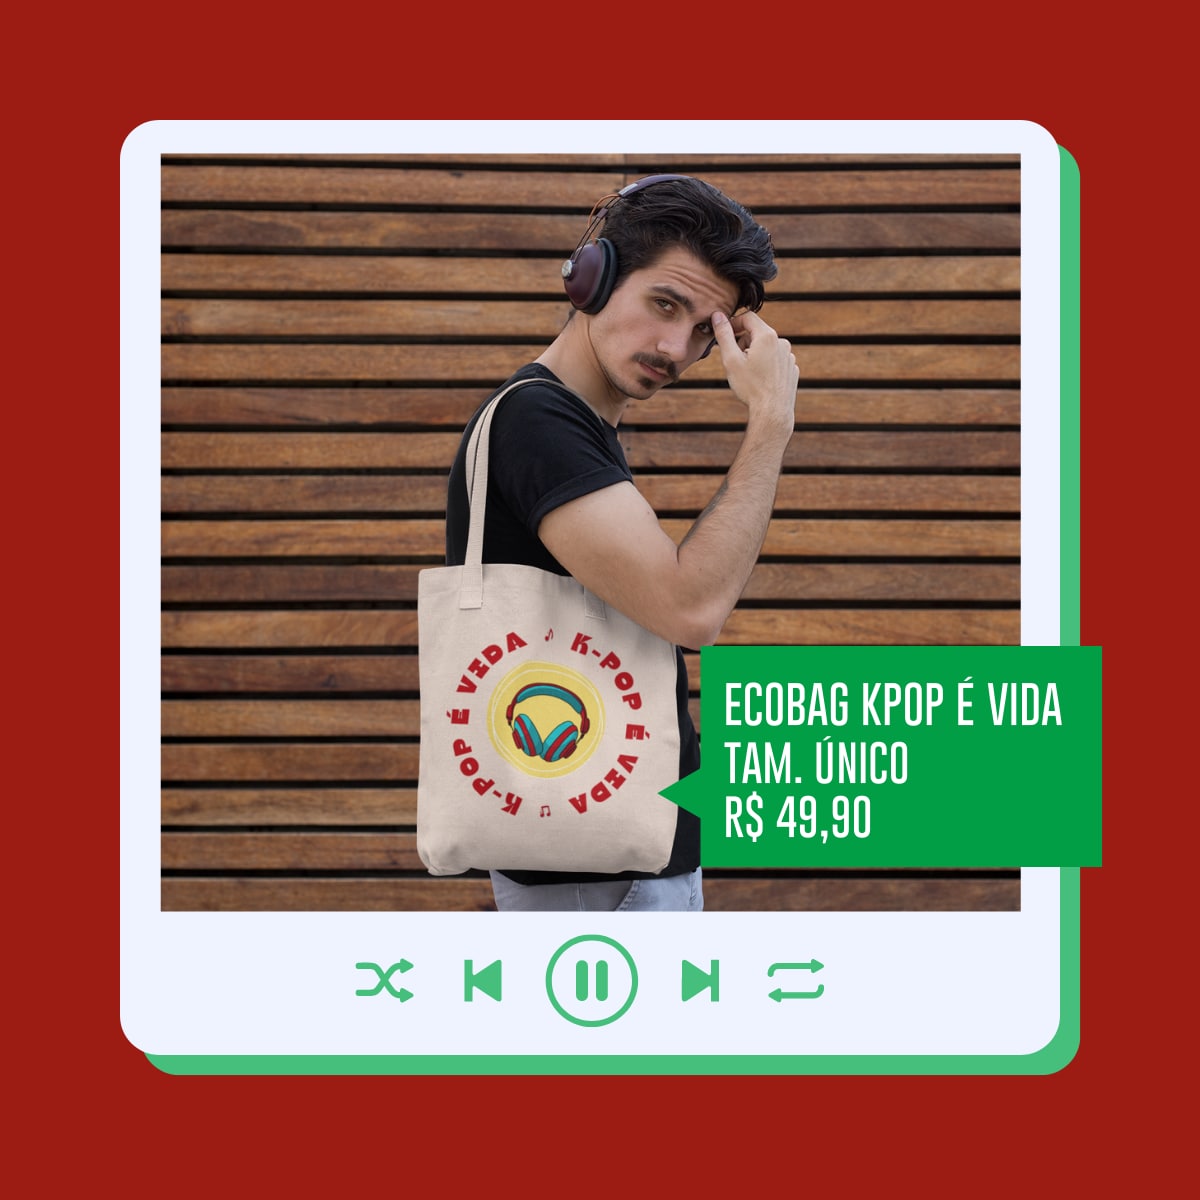 K-POP É VIDA ♪ K-POP É VIDA ♫
ECOBAG KPOP É VIDA
TAM. ÚNICO
R$ 49,90